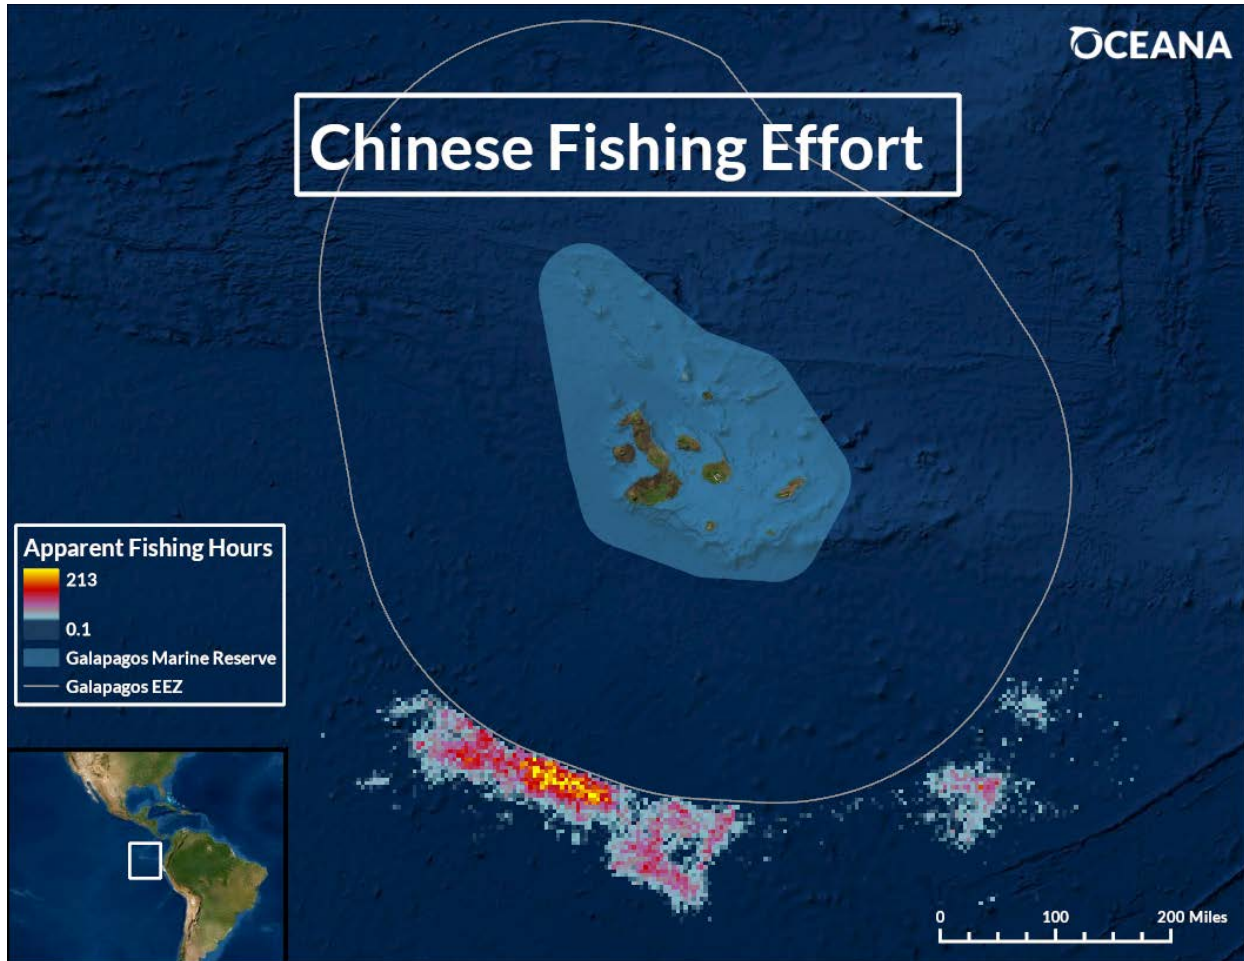 OCEANA
Chinese Fishing Effort
Apparent Fishing Hours
213
0.1
Galapagos Marine Reserve
Galapagos EEZ
0 100 200 Miles